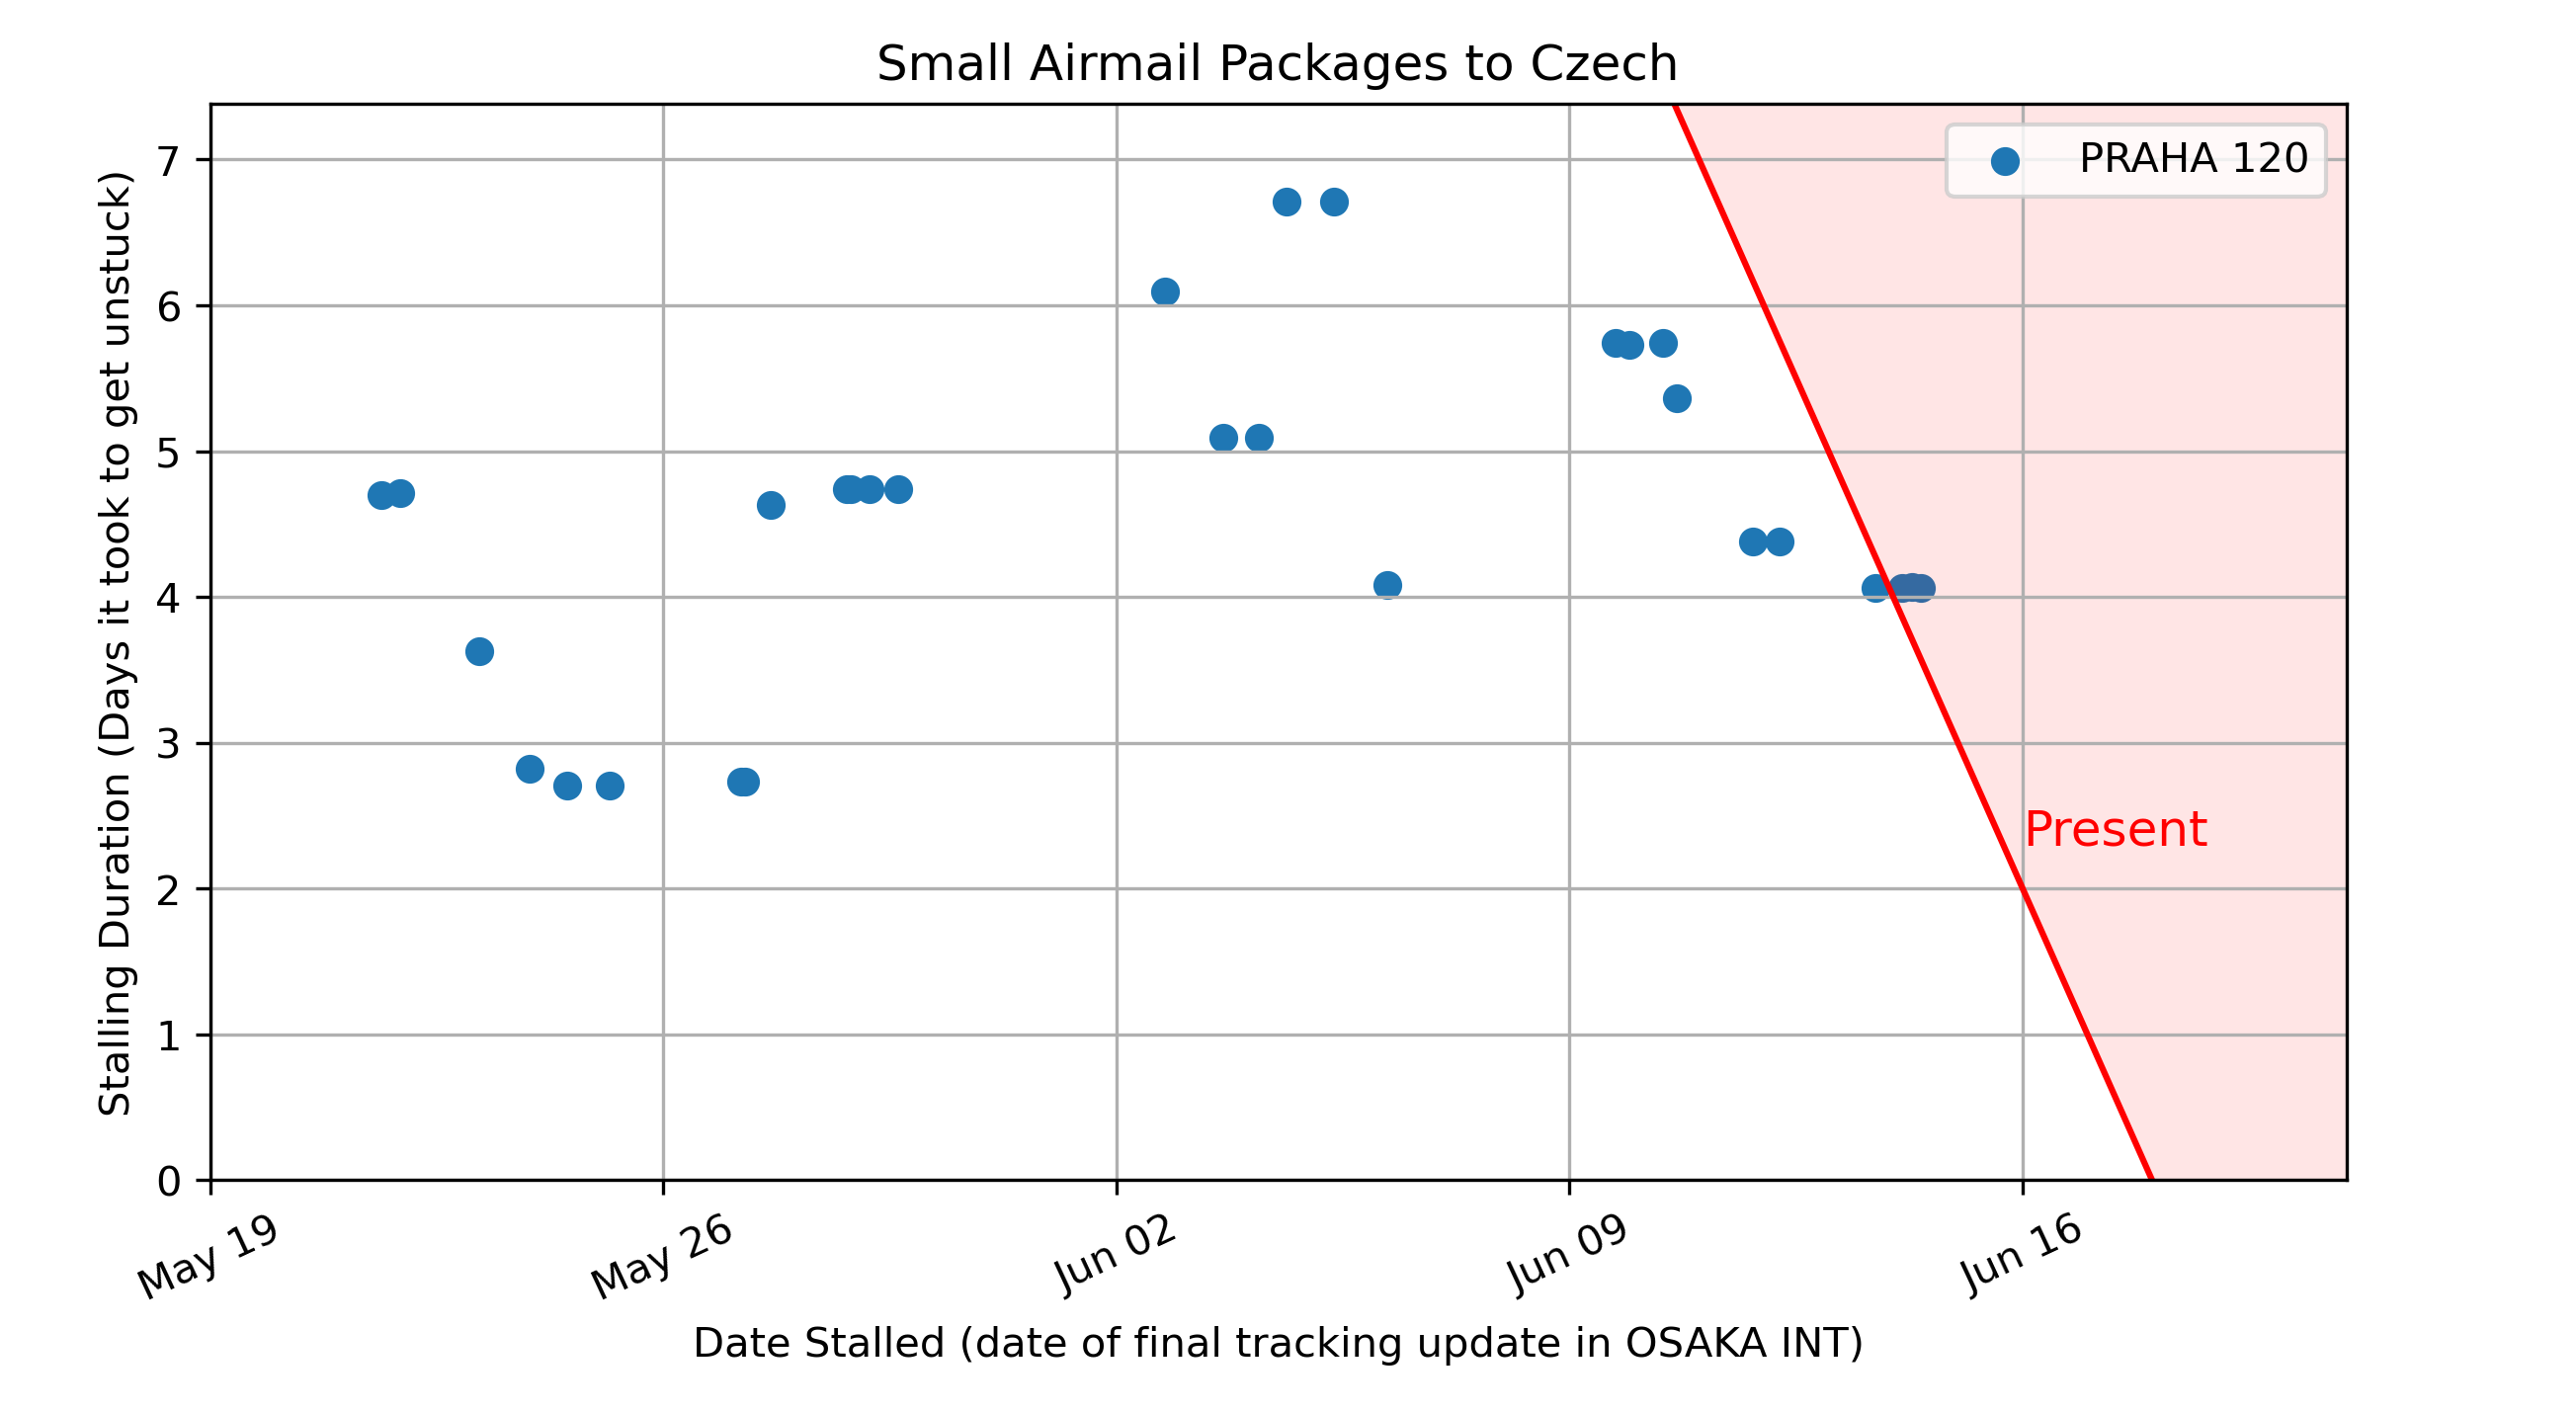 Small Airmail Packages to Czech
PRAHA 120
Stalling Duration (Days it took to get unstuck)
7
6
5
4
3
2
1
0
Present
May 19
May 26
Jun 02
Jun 09
Jun 16
Date Stalled (date of final tracking update in OSAKA INT)